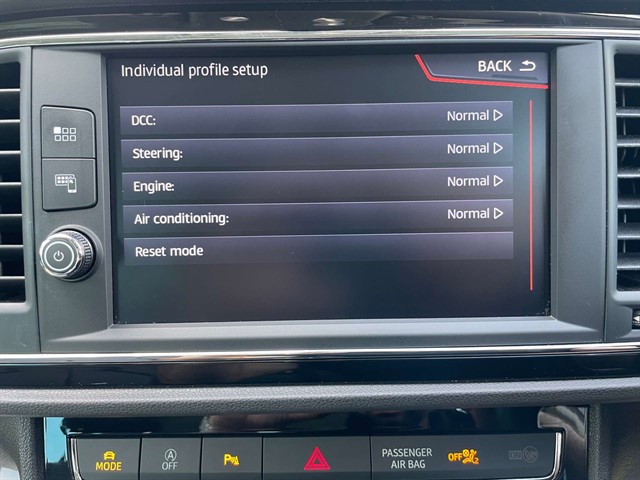 Individual profile setup
BACK
DCC: Normal
Steering: Normal
Engine: Normal
Air conditioning: Normal
Reset mode
MODE
A
OFF
P
PASSENGER
AIR BAG
OFF 2